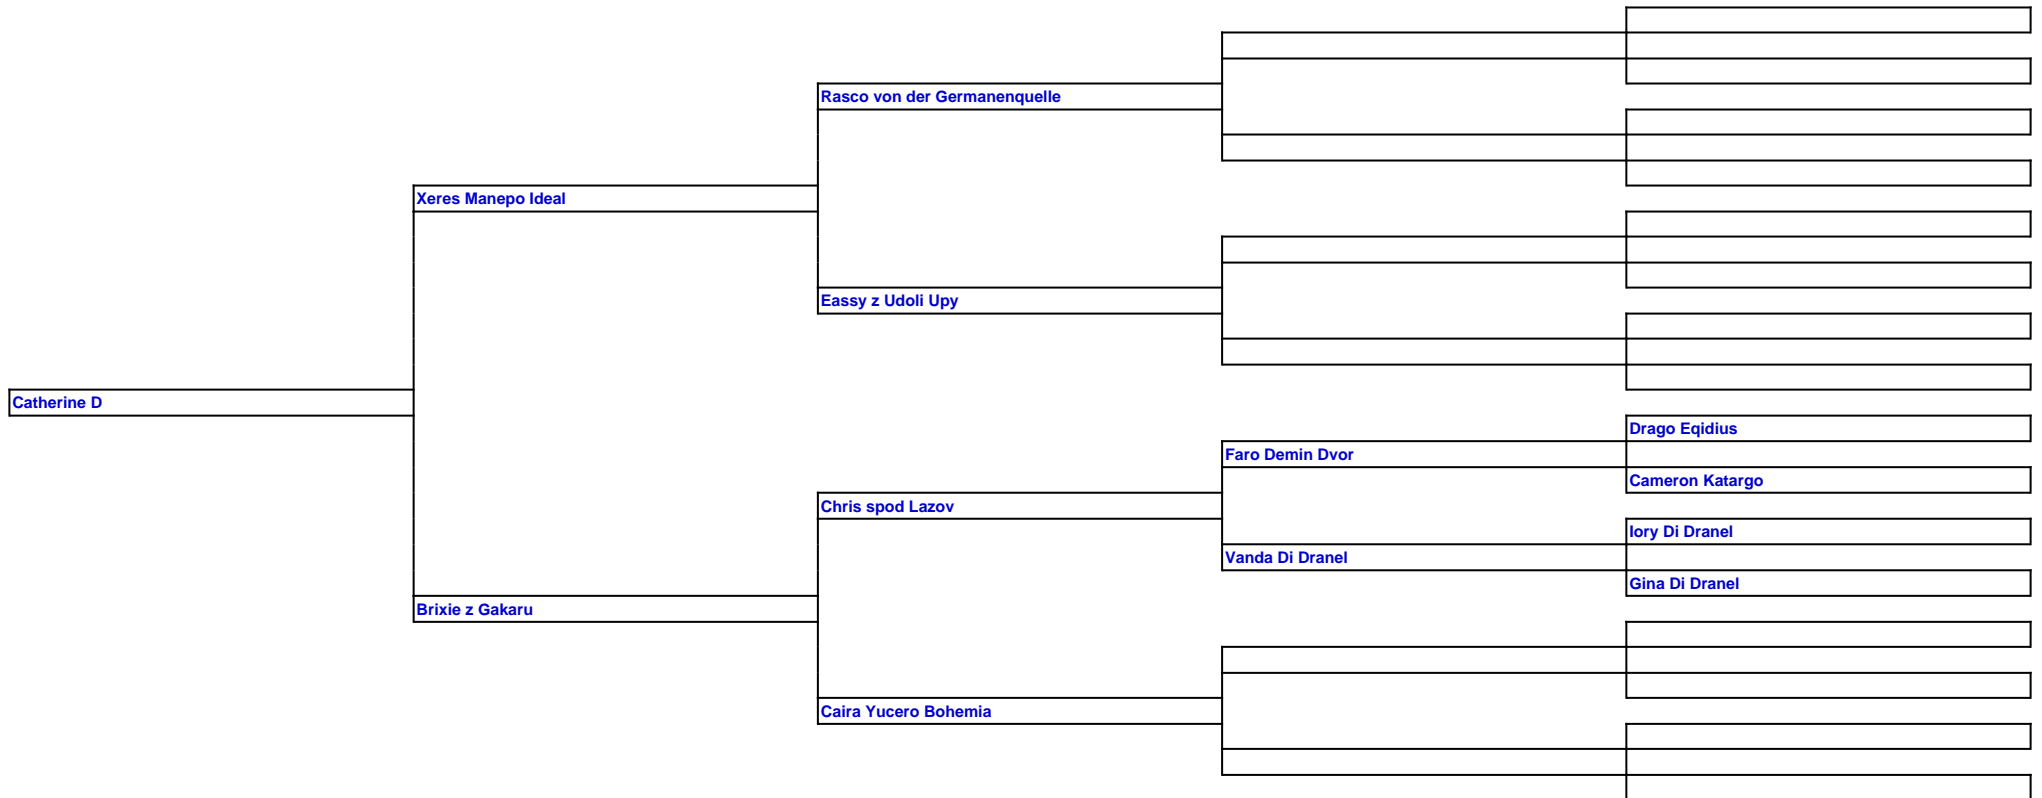 Rasco von der Germanenquelle
Xeres Manepo Ideal
Eassy z Udoli Upy
Catherine D
Drago Eqidius
Faro Demin Dvor
Cameron Katargo
Chris spod Lazov
Iory Di Dranel
Vanda Di Dranel
Gina Di Dranel
Brixie z Gakaru
Caira Yucero Bohemia